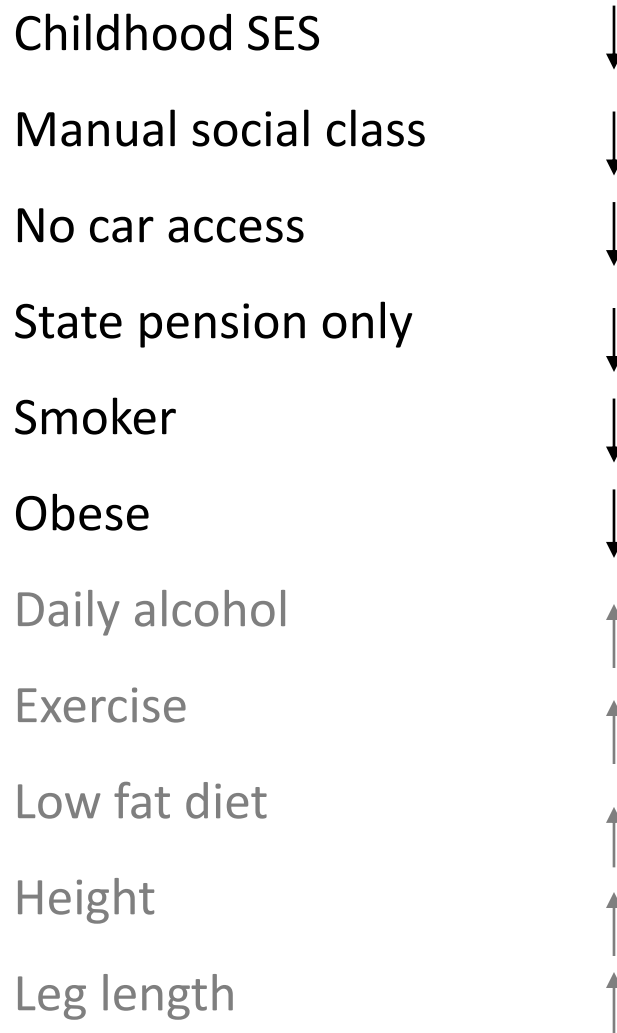 Childhood SES
Manual social class
No car access
State pension only
Smoker
Obese
Daily alcohol
Exercise
Low fat diet
Height
Leg length